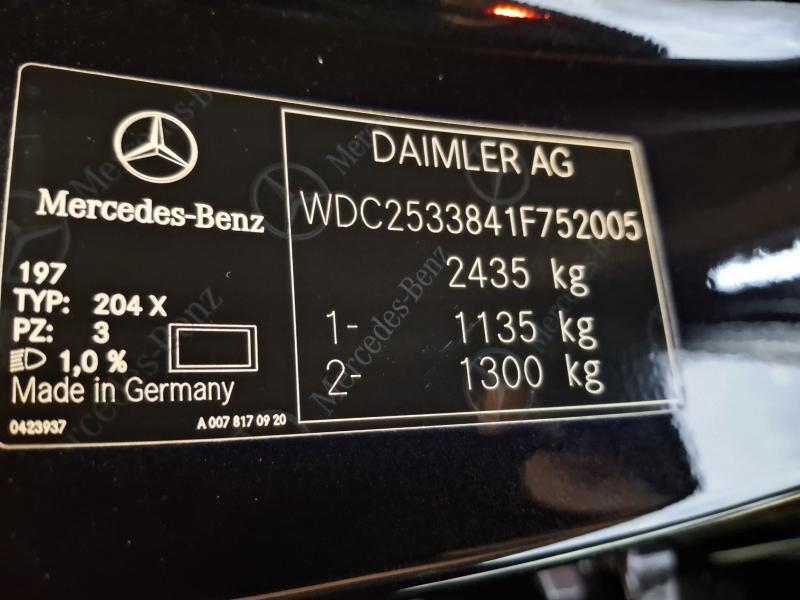 Mercedes-Benz
197
TYP: 204 X
PZ: 3
1,0 %
Made in Germany
0423937
A 007 817 09 20
DAIMLER AG
WDC2533841F752005
2435 kg
1- 1135 kg
2- 1300 kg